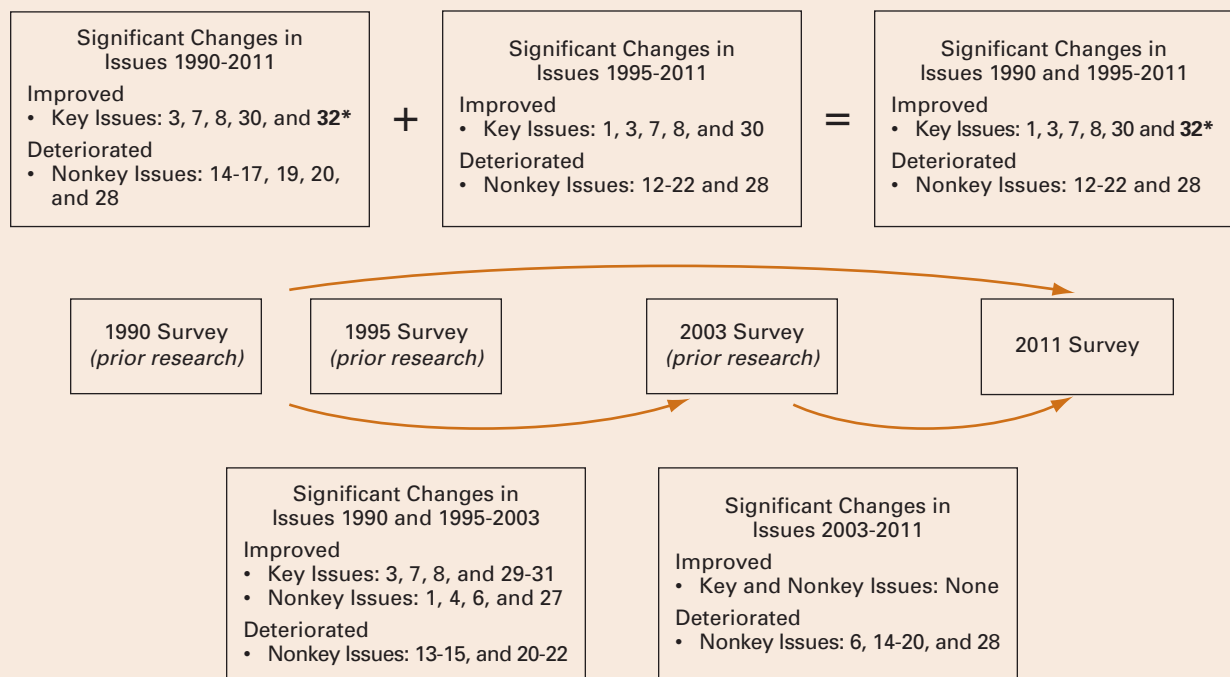 Significant Changes in
Issues 1990-2011
Improved
• Key Issues: 3, 7, 8, 30, and 32*
Deteriorated
• Nonkey Issues: 14-17, 19, 20,
and 28
+
Significant Changes in
Issues 1995-2011
Improved
• Key Issues: 1, 3, 7, 8, and 30
Deteriorated
• Nonkey Issues: 12-22 and 28
=
Significant Changes in
Issues 1990 and 1995-2011
Improved
• Key Issues: 1, 3, 7, 8, 30 and 32*
Deteriorated
• Nonkey Issues: 12-22 and 28
1990 Survey
(prior research)
1995 Survey
(prior research)
2003 Survey
(prior research)
2011 Survey
Significant Changes in
Issues 1990 and 1995-2003
Improved
• Key Issues: 3, 7, 8, and 29-31
• Nonkey Issues: 1, 4, 6, and 27
Deteriorated
• Nonkey Issues: 13-15, and 20-22
Significant Changes in
Issues 2003-2011
Improved
• Key and Nonkey Issues: None
Deteriorated
• Nonkey Issues: 6, 14-20, and 28